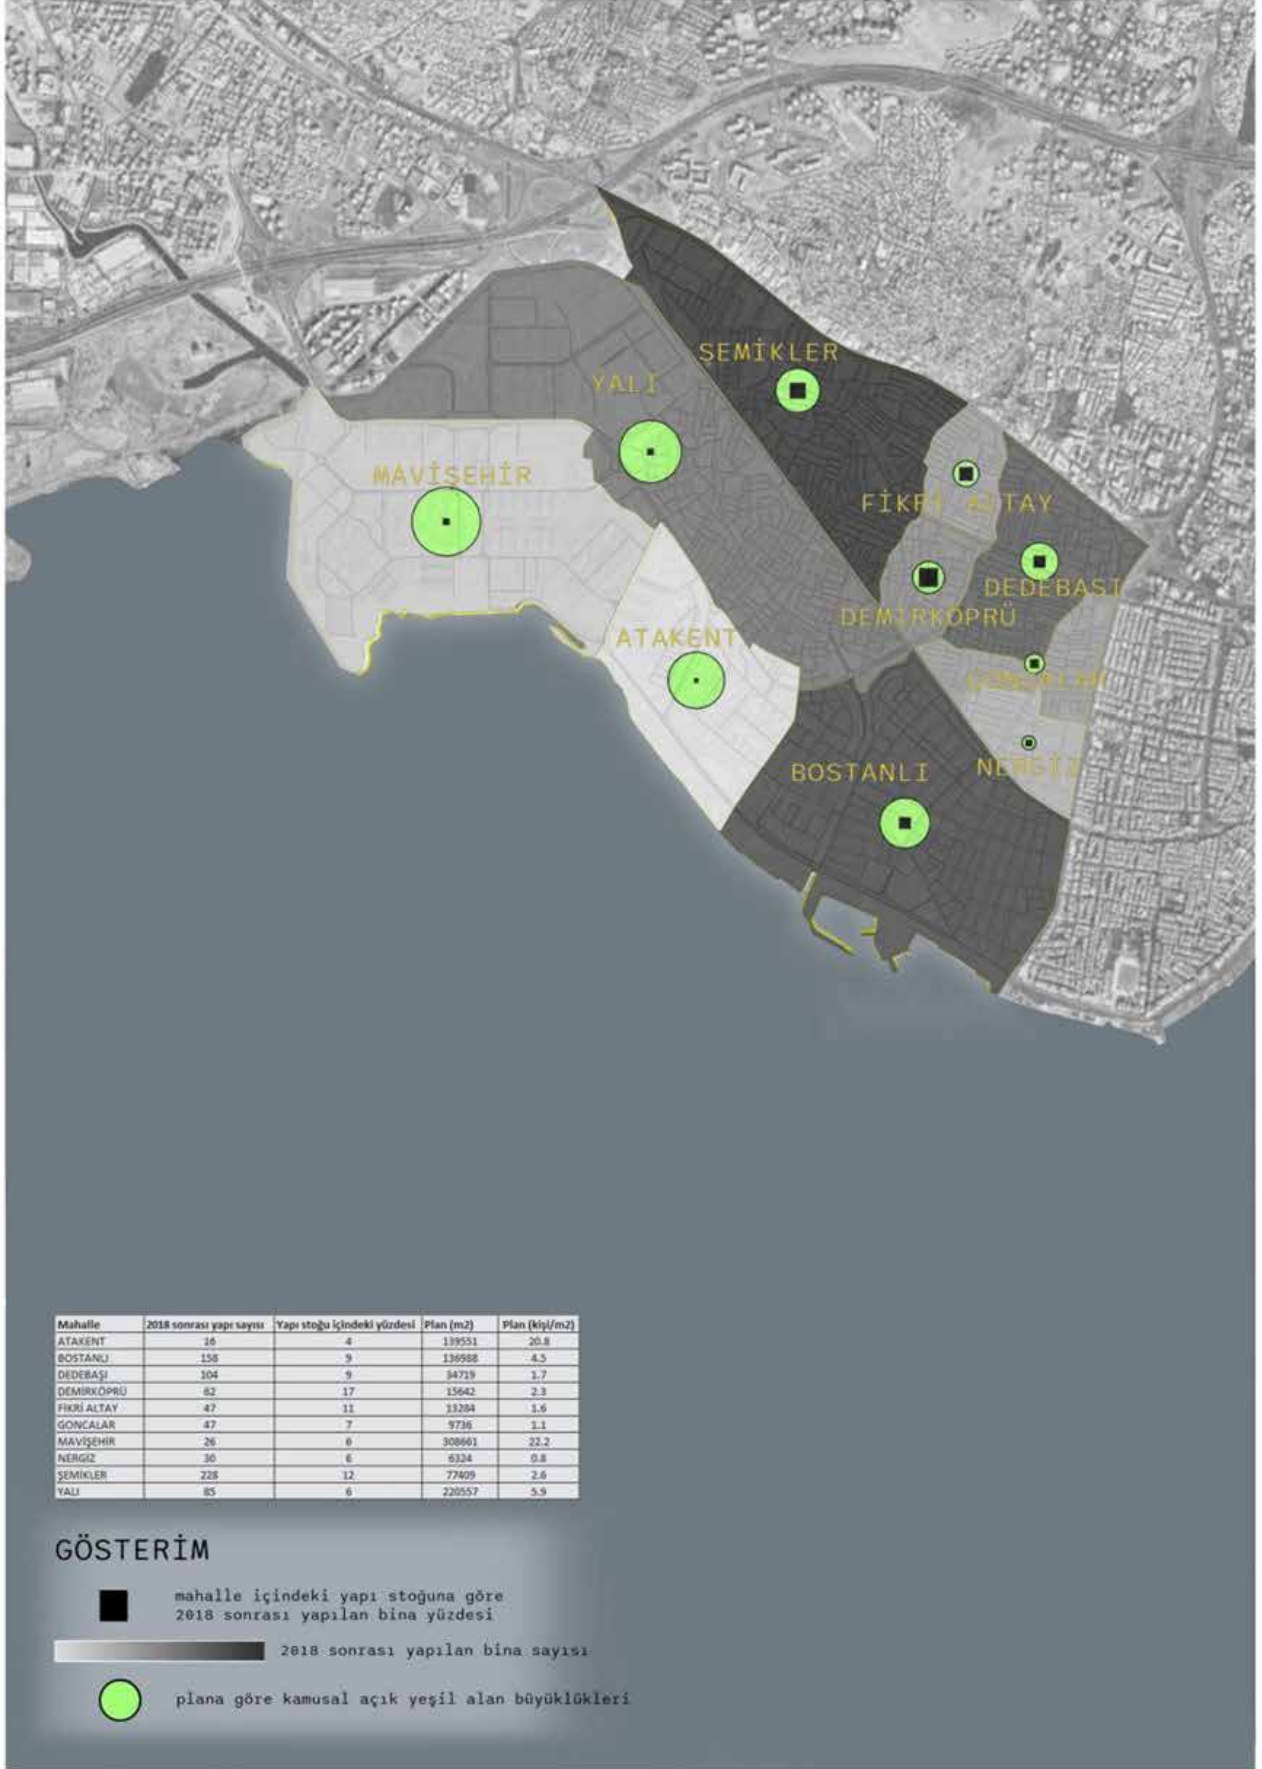 ŞEMİKLER
YALI
MAVİŞEHİR
FİKRİ ALTAY
DEDEBAŞI
DEMİRKÖPRÜ
ATAKENT
GONCALAR
BOSTANLI
NERGİZ
Mahalle 2018 sonrası yapı sayısı Yapı stoğu içindeki yüzdesi Plan (m2) Plan (kişi/m2)
ATAKENT 16 4 139551 20.8
BOSTANLI 158 9 136988 4.5
DEDEBAŞI 104 9 34719 1.7
DEMİRKÖPRÜ 62 17 15642 2.3
FİKRİ ALTAY 47 11 13284 1.6
GONCALAR 47 7 9736 1.1
MAVİŞEHİR 26 6 308661 22.2
NERGİZ 30 6 6324 0.8
ŞEMİKLER 228 12 77409 2.6
YALI 85 6 220557 5.9
GÖSTERİM
mahalle içindeki yapı stoğuna göre
2018 sonrası yapılan bina yüzdesi
2018 sonrası yapılan bina sayısı
plana göre kamusal açık yeşil alan büyüklükleri